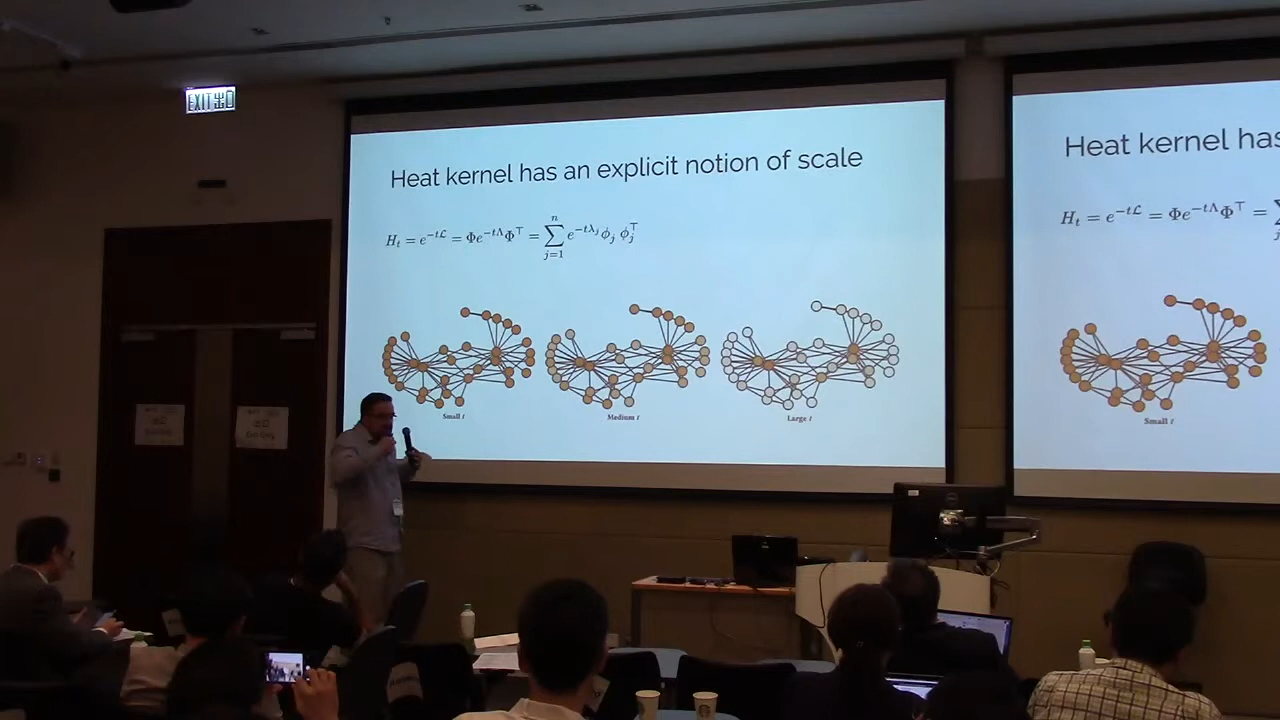 EXIT 出口
Heat kernel has an explicit notion of scale
H_t = e^{-tℒ} = Φe^{-tΛ}Φ^⊤ = ∑_{j=1}^{n} e^{-tλ_j} ϕ_j ϕ_j^⊤
Small t
Medium t
Large t
Heat kernel has
H_t = e^{-tℒ} = Φe^{-tΛ}Φ^⊤ =
Small t